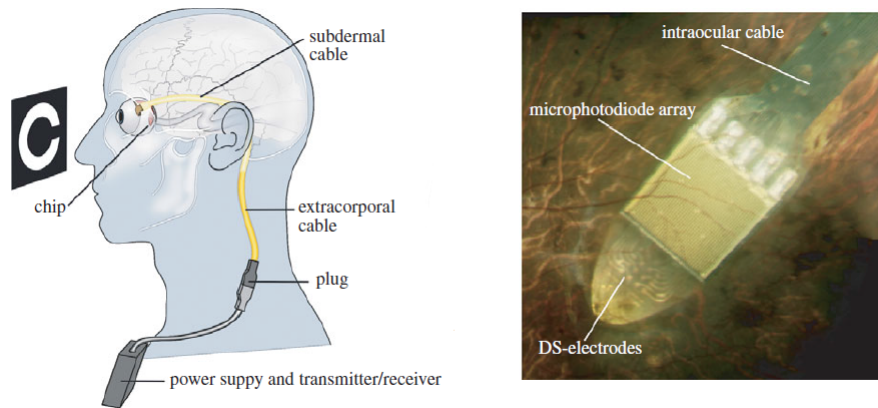 subdermal
cable
C
chip
extracorporal
cable
plug
power suppy and transmitter/receiver
intraocular cable
microphotodiode array
DS-electrodes